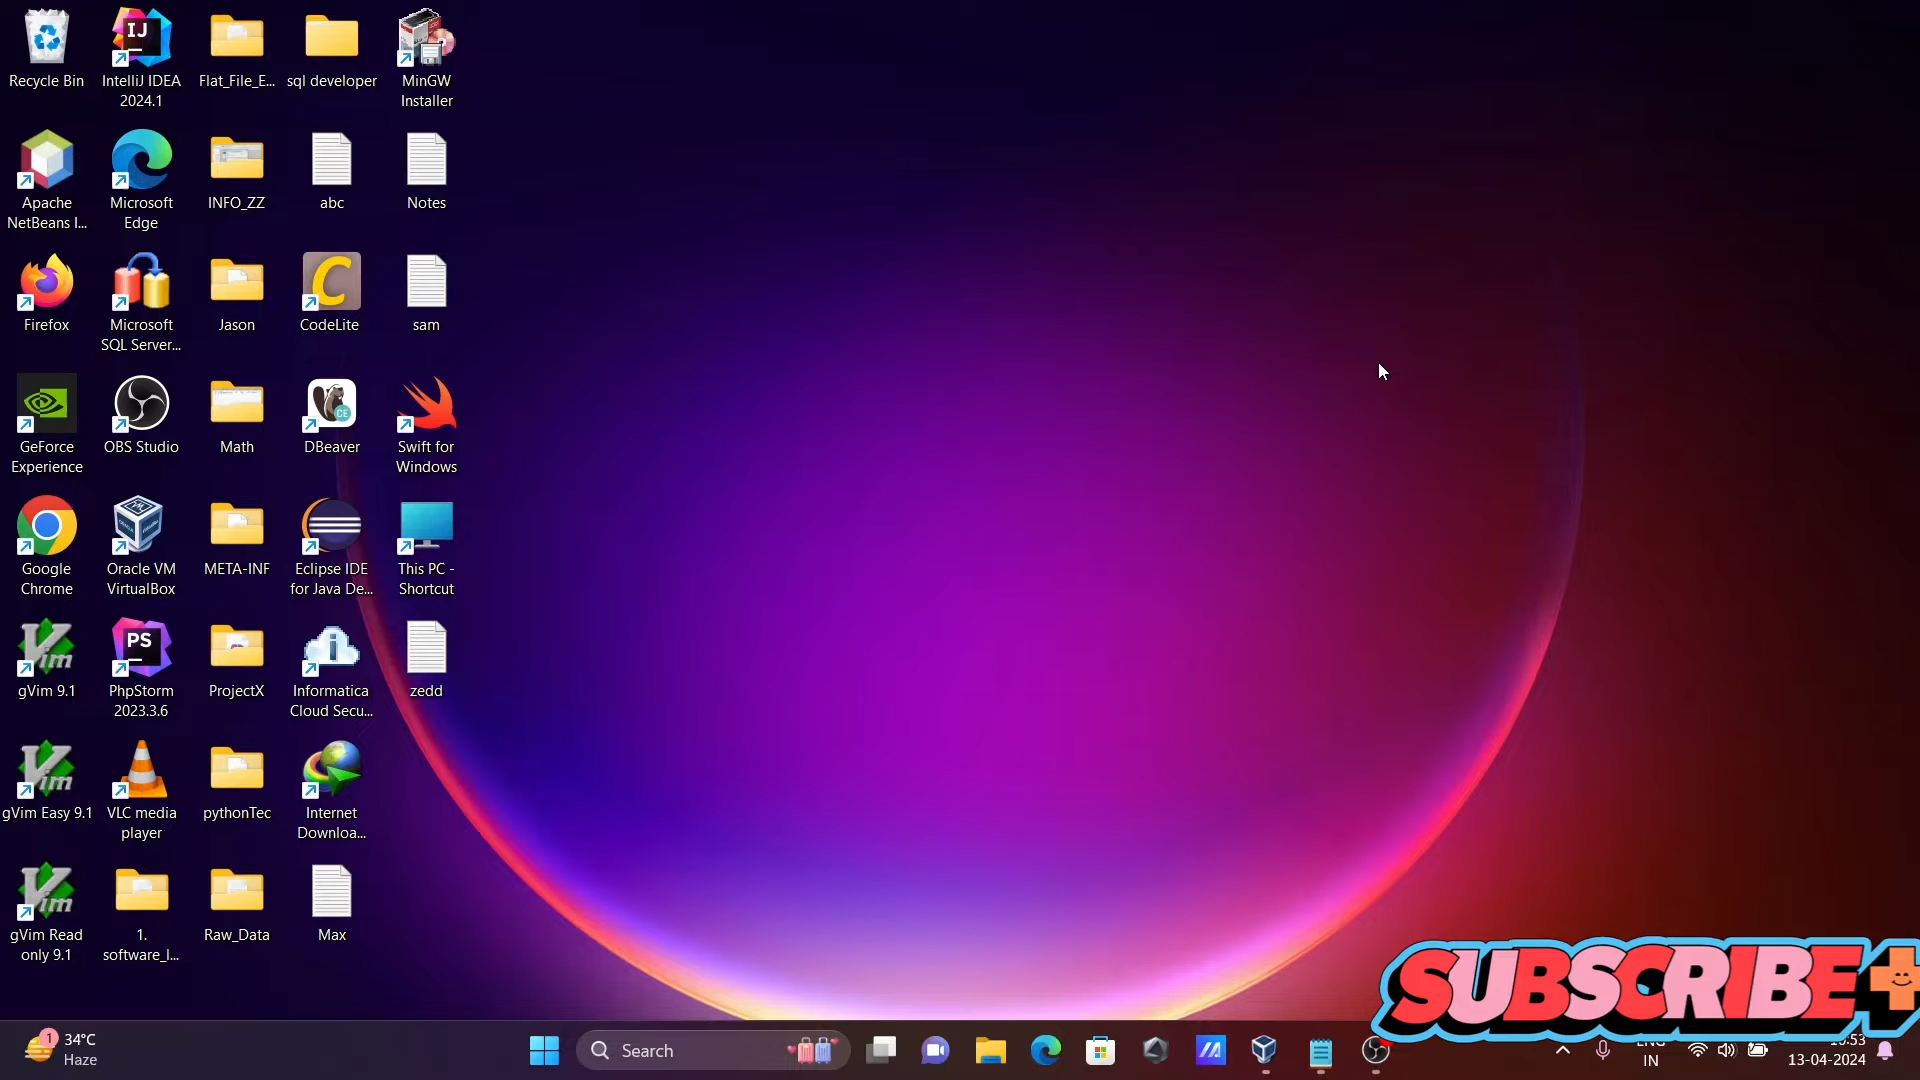 Recycle Bin
IntelliJ IDEA
2024.1
Flat_File_E...
sql developer
MinGW
Installer
Apache
NetBeans I...
Microsoft
Edge
INFO_ZZ
abc
Notes
Firefox
Microsoft
SQL Server...
Jason
CodeLite
sam
GeForce
Experience
OBS Studio
Math
DBeaver
Swift for
Windows
Google
Chrome
Oracle VM
VirtualBox
META-INF
Eclipse IDE
for Java De...
This PC -
Shortcut
gVim 9.1
PhpStorm
2023.3.6
ProjectX
Informatica
Cloud Secu...
zedd
gVim Easy 9.1
VLC media
player
pythonTec
Internet
Downloa...
gVim Read
only 9.1
1.
software_I...
Raw_Data
Max
SUBSCRIBE
1
34°C
Haze
Search
ENG
IN
13-04-2024